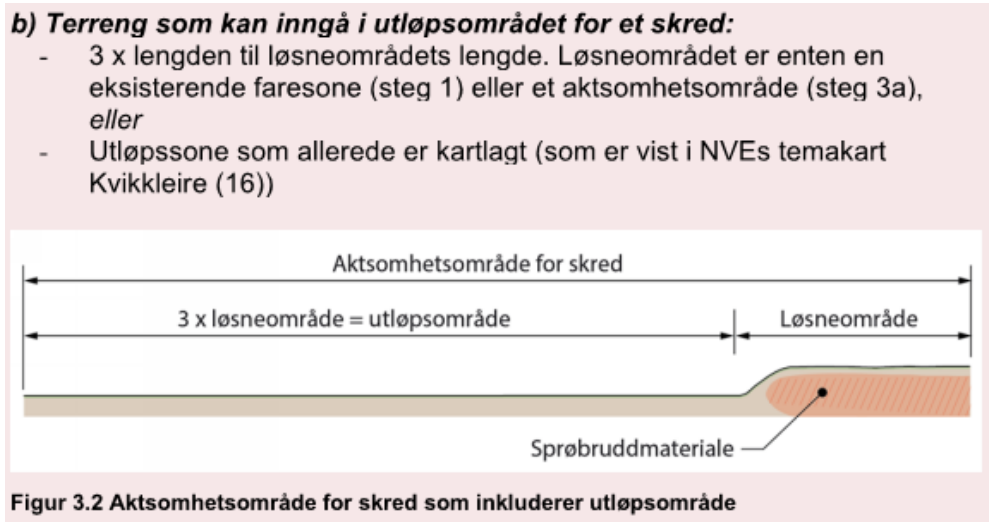 b) Terreng som kan inngå i utløpsområdet for et skred:
- 3 x lengden til løsneområdets lengde. Løsneområdet er enten en
eksisterende faresone (steg 1) eller et aktsomhetsområde (steg 3a),
eller
- Utløpssone som allerede er kartlagt (som er vist i NVEs temakart
Kvikkleire (16))
Aktsomhetsområde for skred
3 x løsneområde = utløpsområde
Løsneområde
Sprøbruddmateriale
Figur 3.2 Aktsomhetsområde for skred som inkluderer utløpsområde